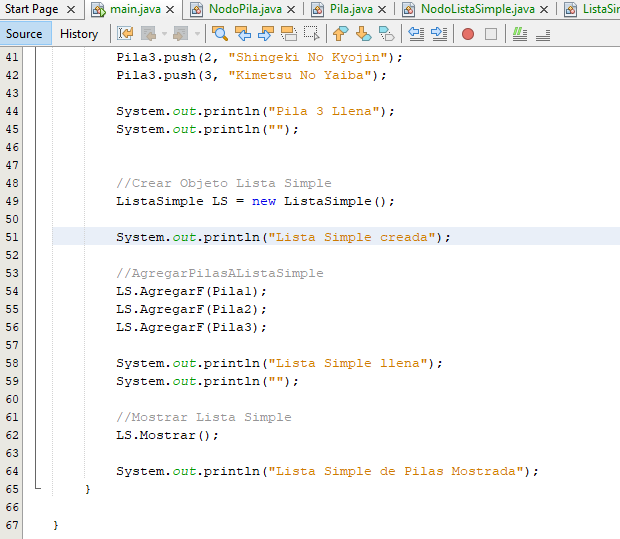 Start Page main.java NodoPila.java Pila.java NodoListaSimple.java ListaSim
Source History
41 Pila3.push(2, "Shingeki No Kyojin");
42 Pila3.push(3, "Kimetsu No Yaiba");
43
44 System.out.println("Pila 3 Llena");
45 System.out.println("");
46
47
48 //Crear Objeto Lista Simple
49 ListaSimple LS = new ListaSimple();
50
51 System.out.println("Lista Simple creada");
52
53 //AgregarPilasAListaSimple
54 LS.AgregarF(Pila1);
55 LS.AgregarF(Pila2);
56 LS.AgregarF(Pila3);
57
58 System.out.println("Lista Simple llena");
59 System.out.println("");
60
61 //Mostrar Lista Simple
62 LS.Mostrar();
63
64 System.out.println("Lista Simple de Pilas Mostrada");
65 }
66
67 }